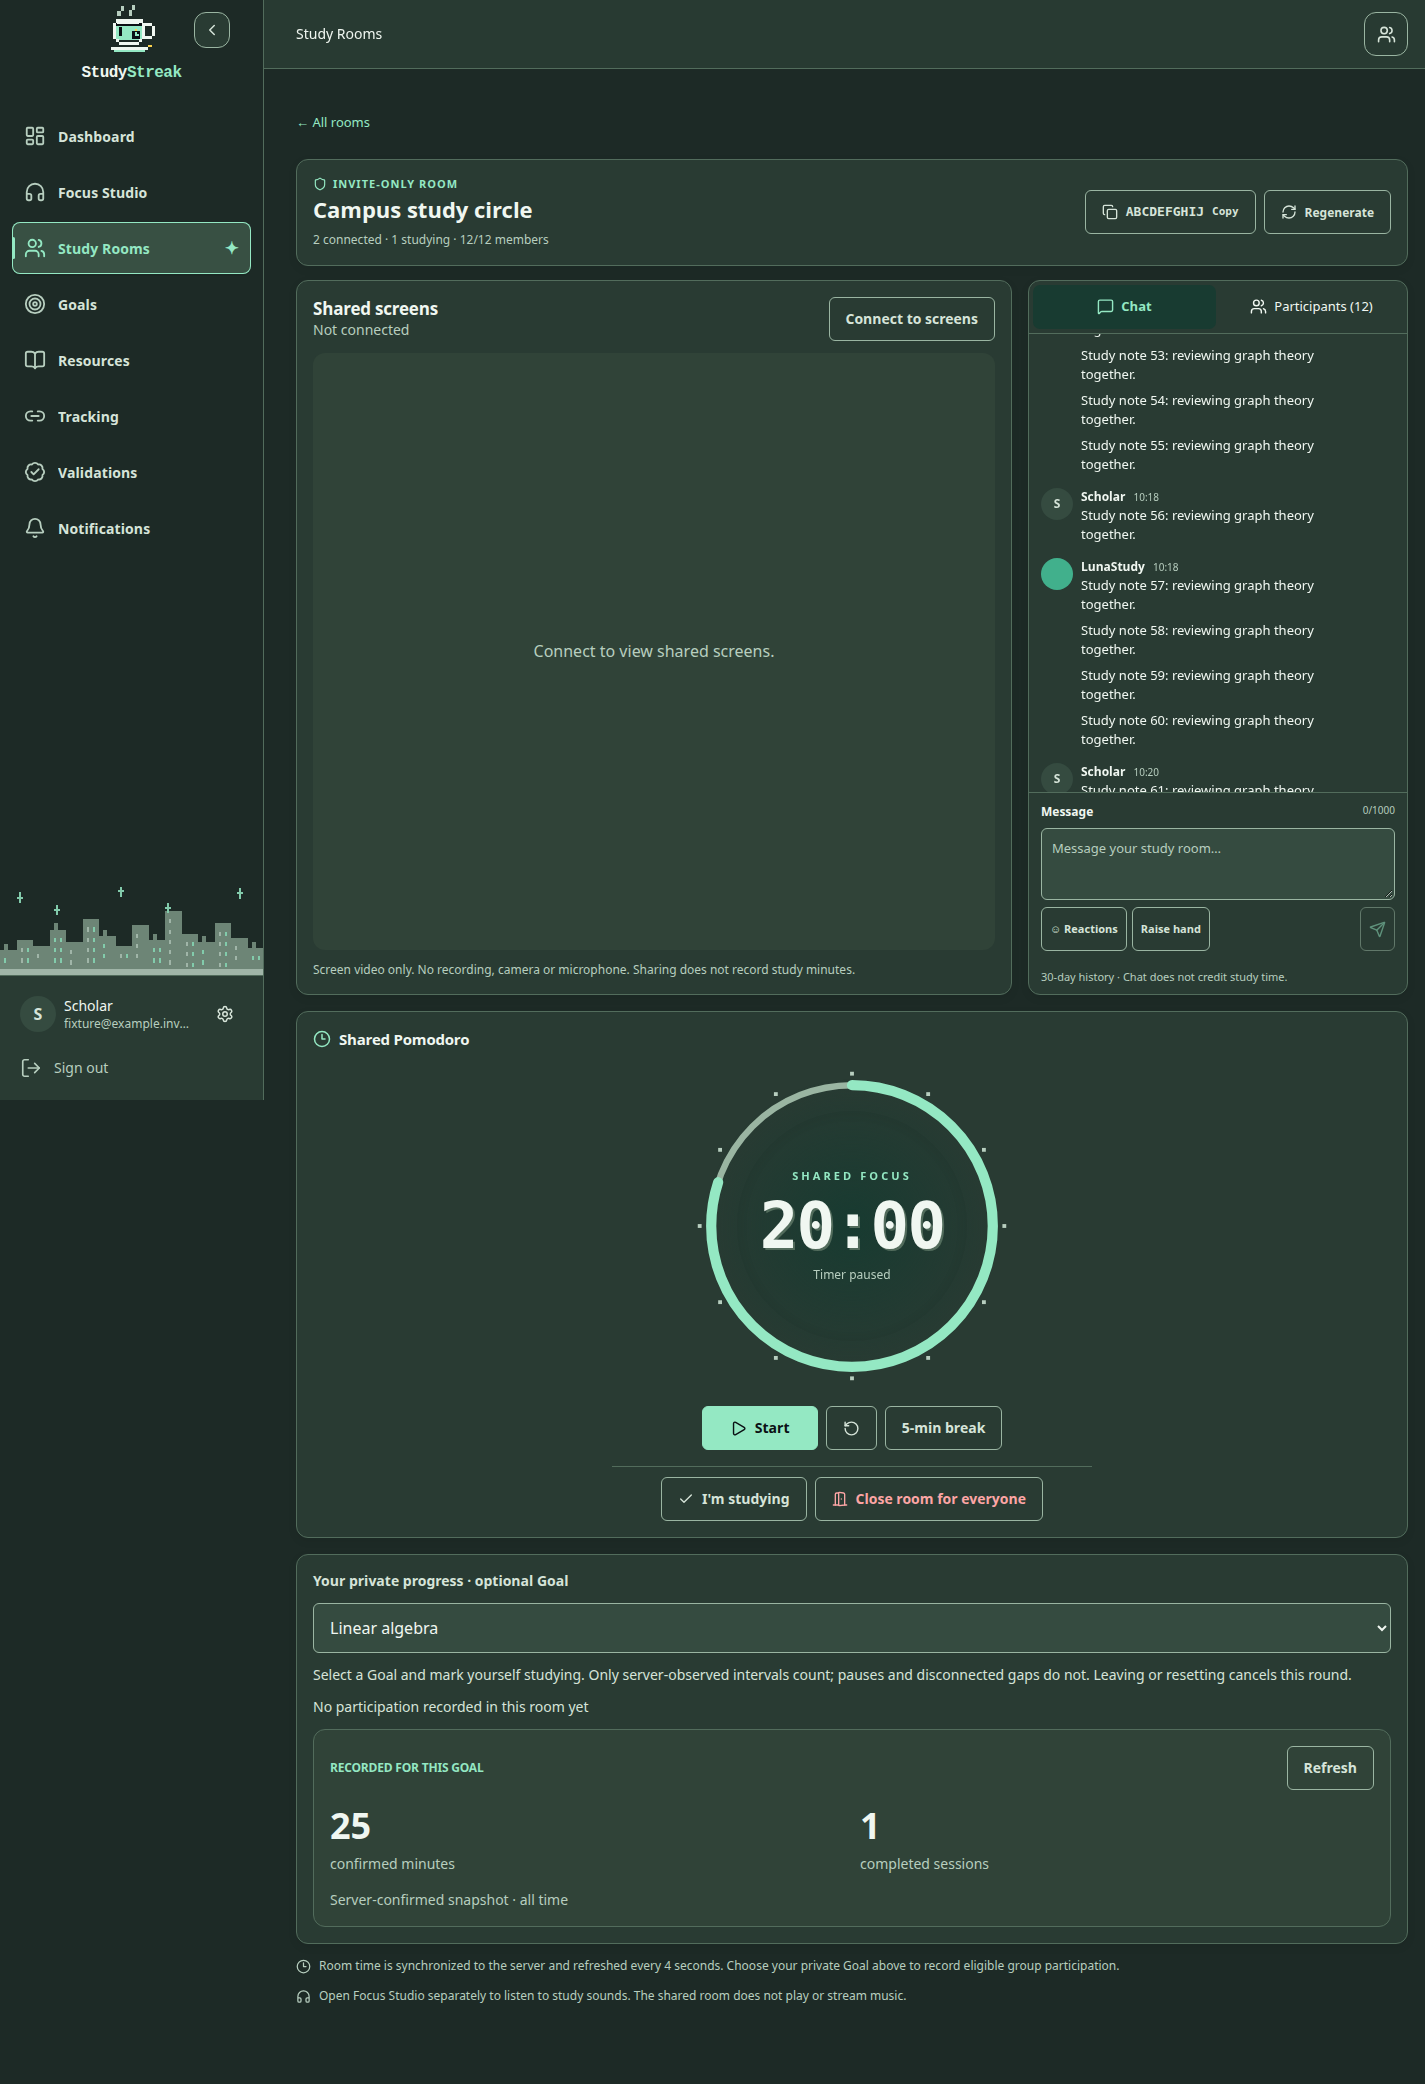 StudyStreak
Dashboard
Focus Studio
Study Rooms
Goals
Resources
Tracking
Validations
Notifications
S
Scholar
fixture@example.inv...
Sign out
Study Rooms
← All rooms
INVITE-ONLY ROOM
Campus study circle
2 connected · 1 studying · 12/12 members
ABCDEFGHIJ Copy
Regenerate
Shared screens
Not connected
Connect to screens
Connect to view shared screens.
Screen video only. No recording, camera or microphone. Sharing does not record study minutes.
Chat
Participants (12)
Study note 53: reviewing graph theory
together.
Study note 54: reviewing graph theory
together.
Study note 55: reviewing graph theory
together.
S
Scholar 10:18
Study note 56: reviewing graph theory
together.
LunaStudy 10:18
Study note 57: reviewing graph theory
together.
Study note 58: reviewing graph theory
together.
Study note 59: reviewing graph theory
together.
Study note 60: reviewing graph theory
together.
S
Scholar 10:20
Study note 61: reviewing graph theory
Message
0/1000
Message your study room...
☺ Reactions
Raise hand
30-day history · Chat does not credit study time.
Shared Pomodoro
SHARED FOCUS
20:00
Timer paused
Start
5-min break
I'm studying
Close room for everyone
Your private progress · optional Goal
Linear algebra
Select a Goal and mark yourself studying. Only server-observed intervals count; pauses and disconnected gaps do not. Leaving or resetting cancels this round.
No participation recorded in this room yet
RECORDED FOR THIS GOAL
Refresh
25
confirmed minutes
1
completed sessions
Server-confirmed snapshot · all time
Room time is synchronized to the server and refreshed every 4 seconds. Choose your private Goal above to record eligible group participation.
Open Focus Studio separately to listen to study sounds. The shared room does not play or stream music.